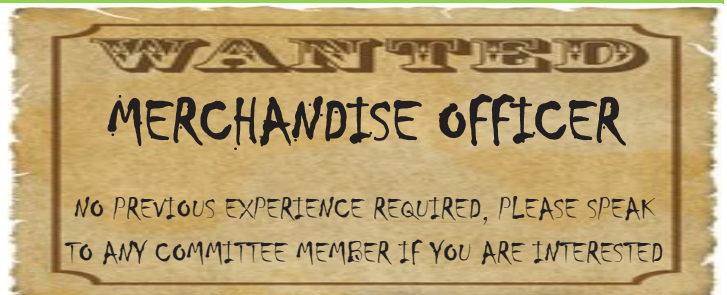 WANTED
MERCHANDISE OFFICER
NO PREVIOUS EXPERIENCE REQUIRED, PLEASE SPEAK
TO ANY COMMITTEE MEMBER IF YOU ARE INTERESTED